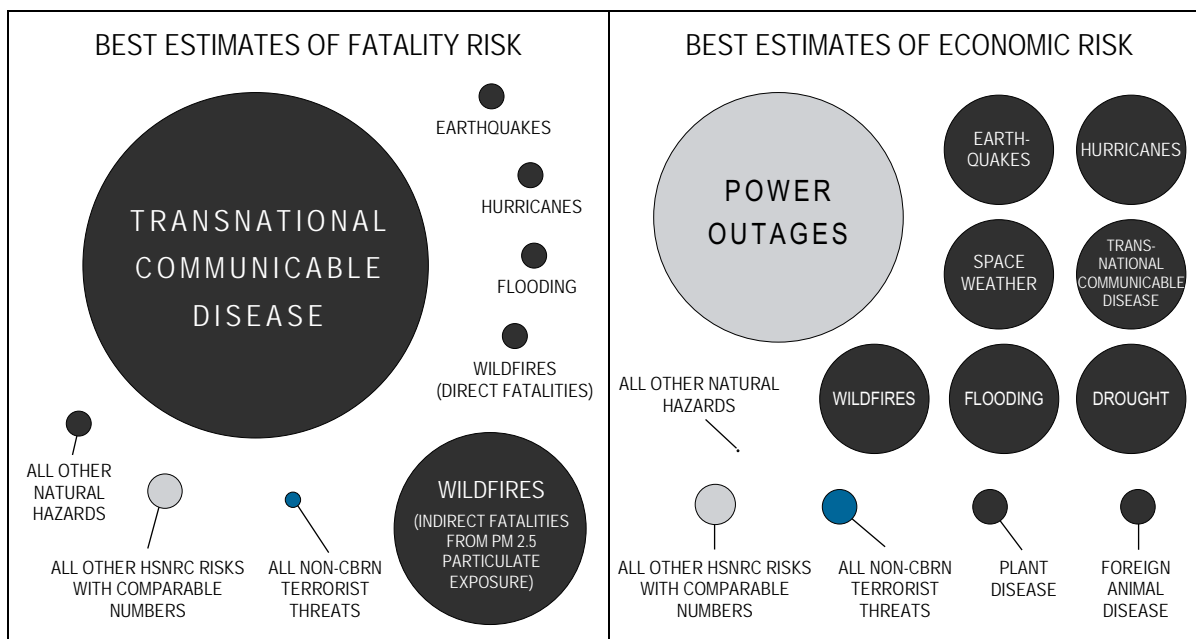 BEST ESTIMATES OF FATALITY RISK
TRANSNATIONAL
COMMUNICABLE
DISEASE
EARTHQUAKES
HURRICANES
FLOODING
WILDFIRES
(DIRECT FATALITIES)
ALL OTHER
NATURAL
HAZARDS
ALL OTHER HSNRC RISKS
WITH COMPARABLE
NUMBERS
ALL NON-CBRN
TERRORIST
THREATS
WILDFIRES
(INDIRECT FATALITIES
FROM PM 2.5
PARTICULATE
EXPOSURE)
BEST ESTIMATES OF ECONOMIC RISK
POWER
OUTAGES
EARTH-
QUAKES
HURRICANES
SPACE
WEATHER
TRANS-
NATIONAL
COMMUNICABLE
DISEASE
ALL OTHER NATURAL
HAZARDS
WILDFIRES
FLOODING
DROUGHT
ALL OTHER HSNRC RISKS
WITH COMPARABLE
NUMBERS
ALL NON-CBRN
TERRORIST
THREATS
PLANT
DISEASE
FOREIGN
ANIMAL
DISEASE